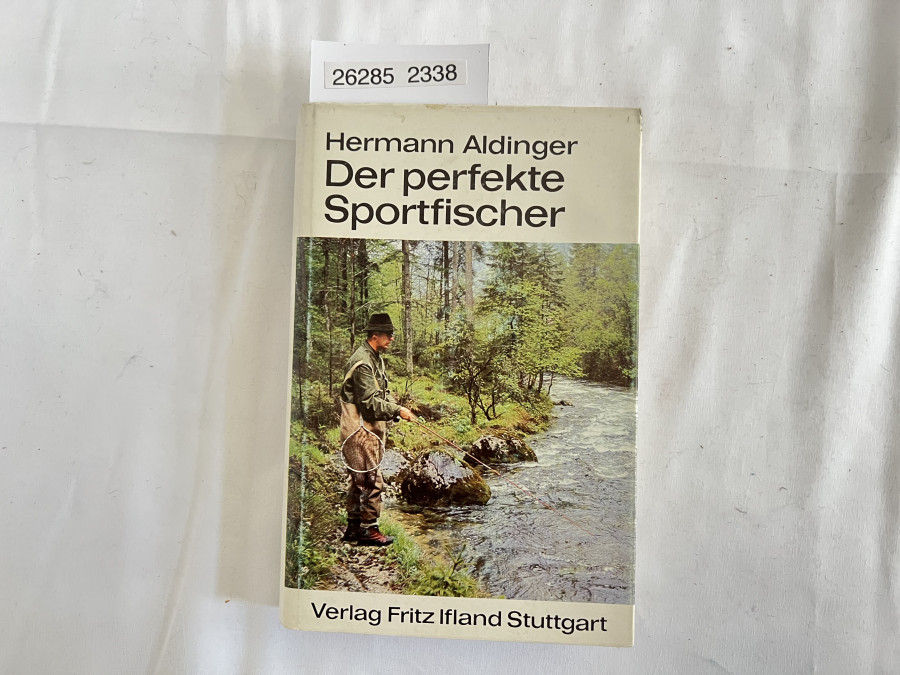 26285 2338
Hermann Aldinger
Der perfekte
Sportfischer
Verlag Fritz Ifland Stuttgart